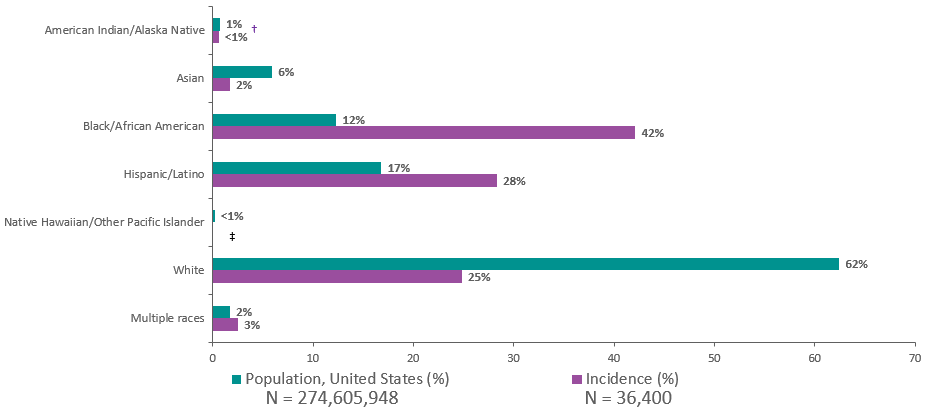 American Indian/Alaska Native
1%
<1% †
Asian
6%
2%
Black/African American
12%
42%
Hispanic/Latino
17%
28%
Native Hawaiian/Other Pacific Islander
<1%
‡
White
62%
25%
Multiple races
2%
3%
0 10 20 30 40 50 60 70
Population, United States (%) Incidence (%)
N = 274,605,948 N = 36,400